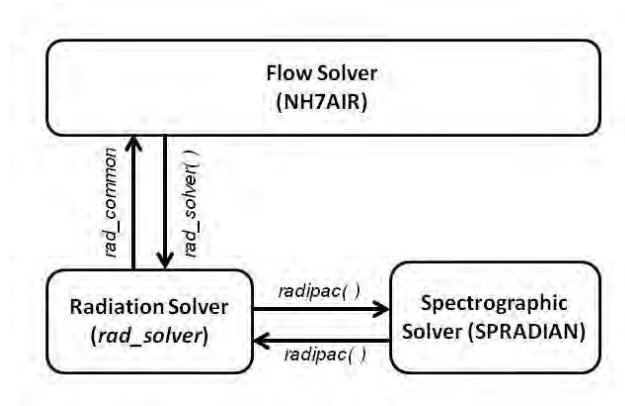 Flow Solver
(NH7AIR)
rad_common
rad_solver( )
Radiation Solver
(rad_solver)
radipac( )
radipac( )
Spectrographic
Solver (SPRADIAN)